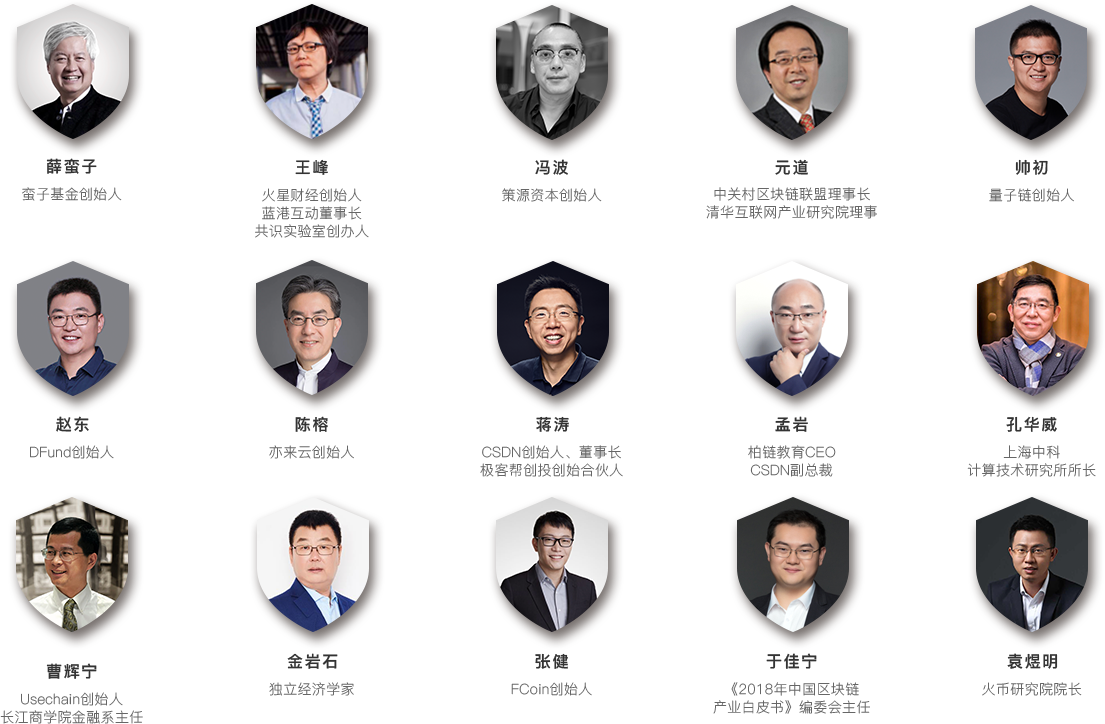 薛蛮子
蛮子基金创始人
王峰
火星财经创始人
蓝港互动董事长
共识实验室创办人
冯波
策源资本创始人
元道
中关村区块链联盟理事长
清华互联网产业研究院理事
帅初
量子链创始人
赵东
DFund创始人
陈榕
亦来云创始人
蒋涛
CSDN创始人、董事长
极客帮创投创始合伙人
孟岩
柏链教育CEO
CSDN副总裁
孔华威
上海中科
计算技术研究所所长
曹辉宁
Usechain创始人
长江商学院金融系主任
金岩石
独立经济学家
张健
FCoin创始人
于佳宁
《2018年中国区块链
产业白皮书》编委会主任
袁煜明
火币研究院院长